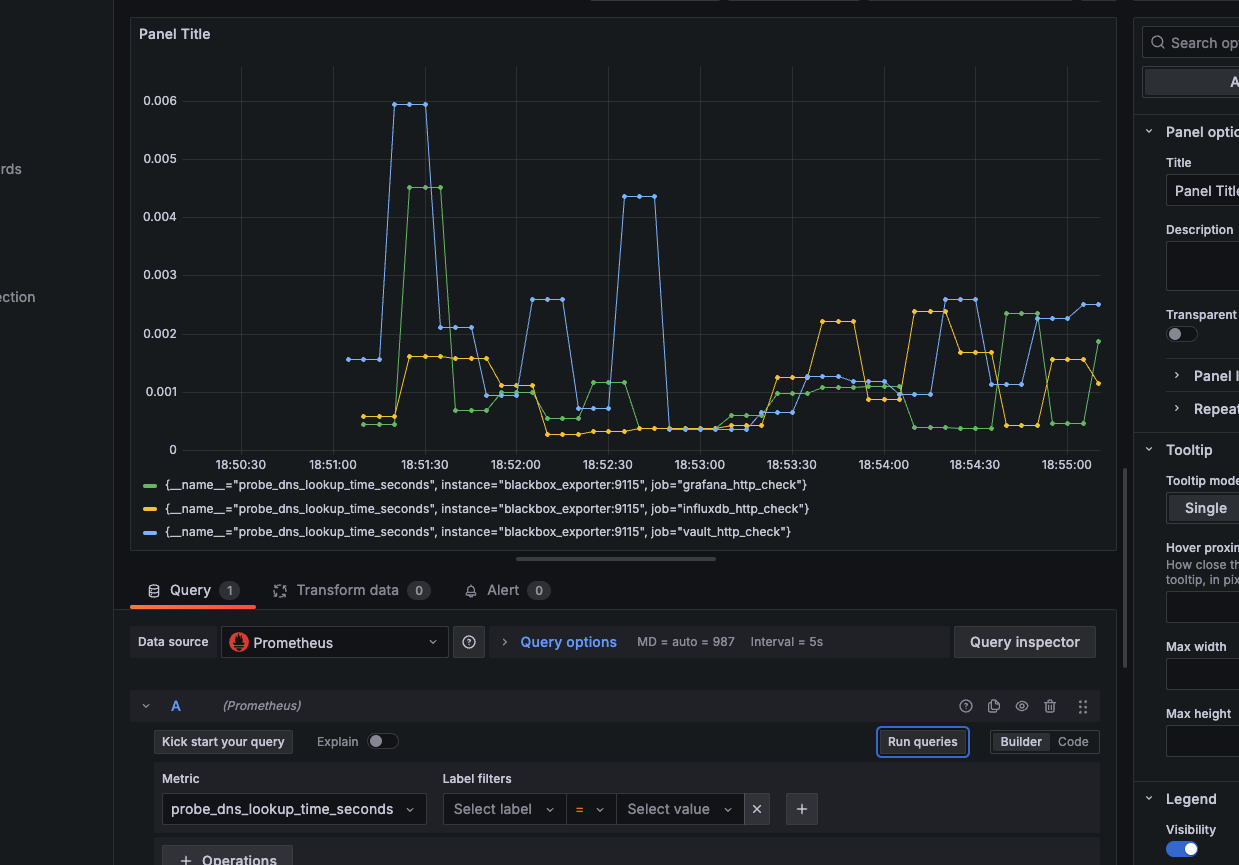 Panel Title
Search op
A
rds
ection
0.006
0.005
0.004
0.003
0.002
0.001
0
18:50:30 18:51:00 18:51:30 18:52:00 18:52:30 18:53:00 18:53:30 18:54:00 18:54:30 18:55:00
{__name__="probe_dns_lookup_time_seconds", instance="blackbox_exporter:9115", job="grafana_http_check"}
{__name__="probe_dns_lookup_time_seconds", instance="blackbox_exporter:9115", job="influxdb_http_check"}
{__name__="probe_dns_lookup_time_seconds", instance="blackbox_exporter:9115", job="vault_http_check"}
Query 1 Transform data 0 Alert 0
Data source Prometheus Query options MD = auto = 987 Interval = 5s Query inspector
A (Prometheus)
Kick start your query Explain Run queries Builder Code
Metric Label filters
probe_dns_lookup_time_seconds Select label = Select value
+ Operations
Panel optio
Title
Panel Title
Description
Transparent
Panel l
Repeat
Tooltip
Tooltip mode
Single
Hover proxin
How close th
tooltip, in pix
Max width
Max height
Legend
Visibility